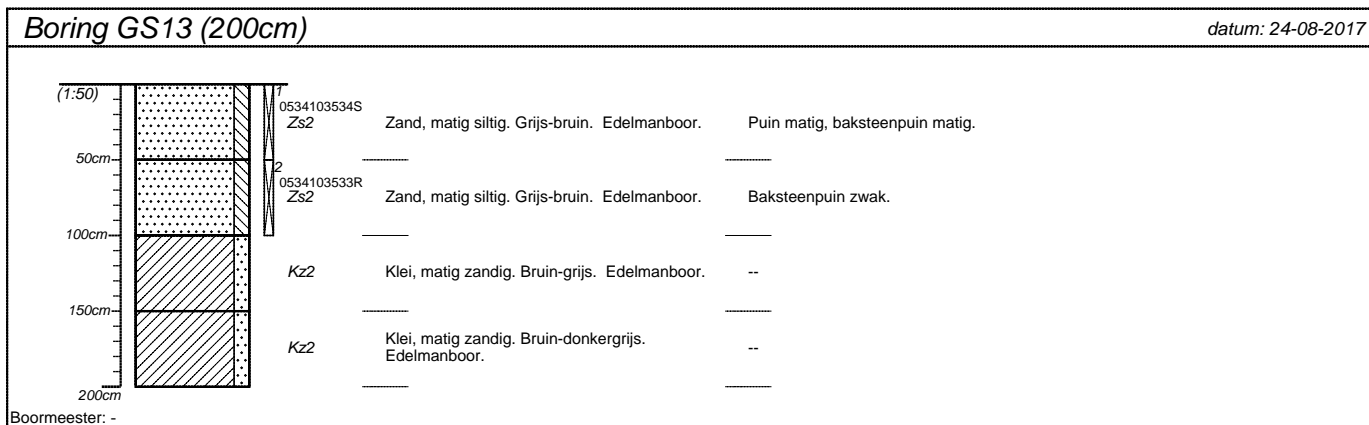 Boring GS13 (200cm) datum: 24-08-2017
(1:50)
1
0534103534S
Zs2 Zand, matig siltig. Grijs-bruin. Edelmanboor. Puin matig, baksteenpuin matig.
50cm
2
0534103533R
Zs2 Zand, matig siltig. Grijs-bruin. Edelmanboor. Baksteenpuin zwak.
100cm
Kz2 Klei, matig zandig. Bruin-grijs. Edelmanboor. --
150cm
Kz2 Klei, matig zandig. Bruin-donkergrijs. --
Edelmanboor.
200cm
Boormeester: -